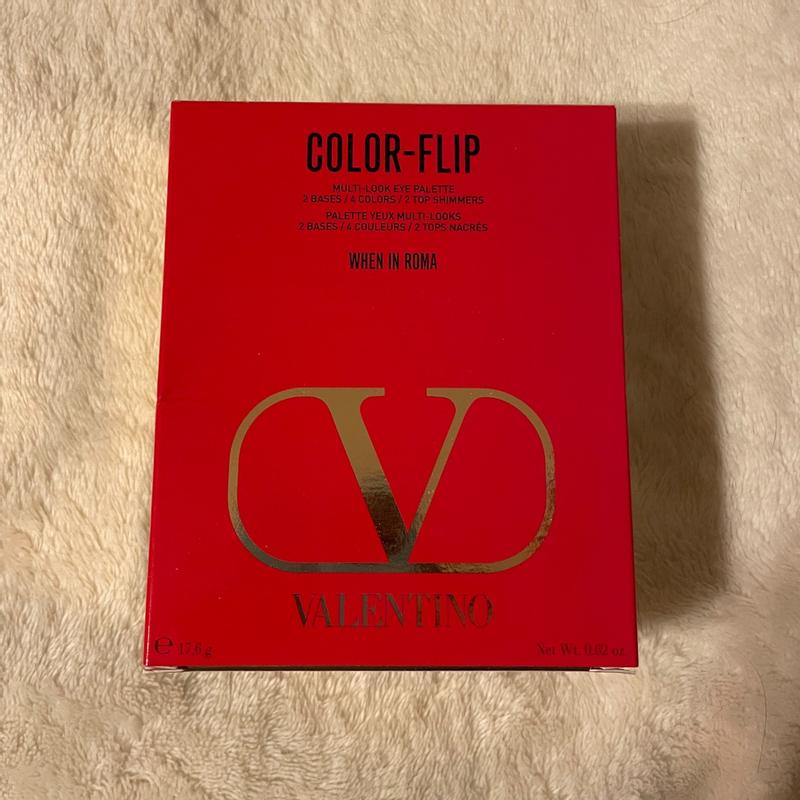 COLOR-FLIP
MULTI-LOOK EYE PALETTE
2 BASES / 4 COLORS / 2 TOP SHIMMERS
PALETTE YEUX MULTI-LOOKS
2 BASES / 4 COULEURS / 2 TOPS NACRÉS
WHEN IN ROMA
V
VALENTINO
℮ 17,6 g
Net Wt. 0.62 oz.